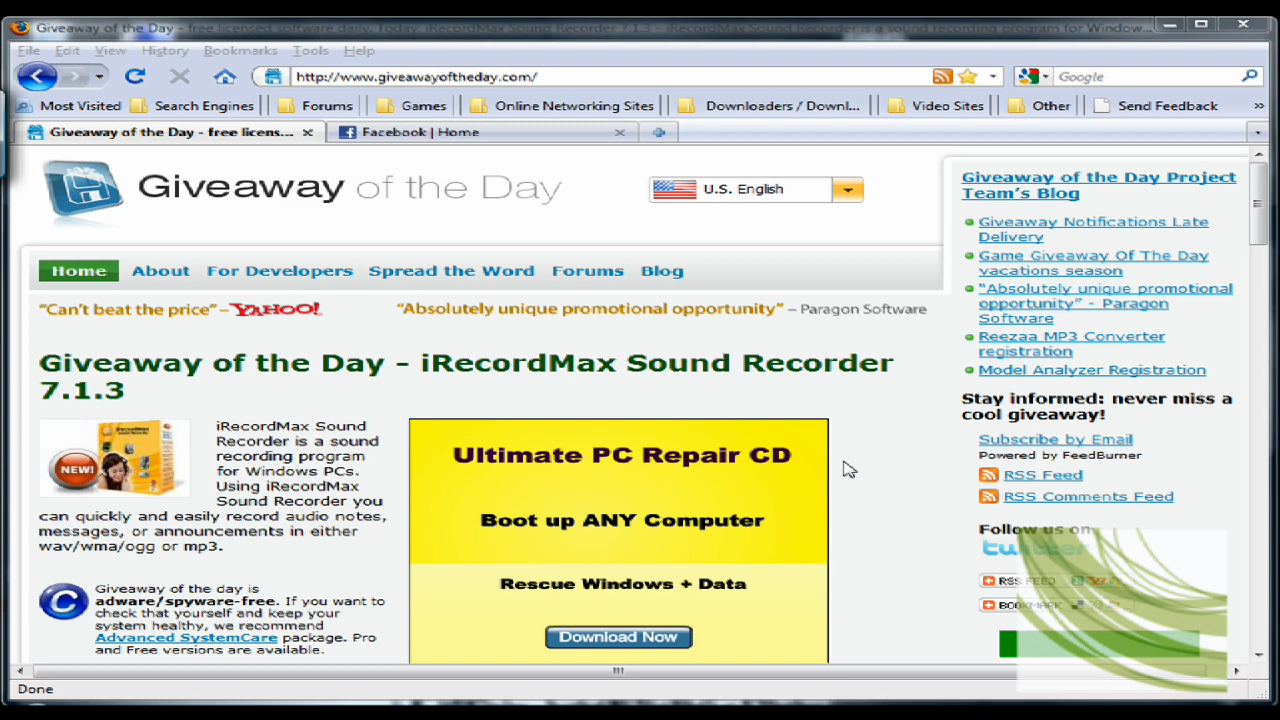 Giveaway of the Day - free licensed software daily. Today: iRecordMax Sound Recorder 7.1.3 - iRecordMax Sound Recorder is a sound recording program for Window...
File Edit View History Bookmarks Tools Help
http://www.giveawayoftheday.com/ Google
Most Visited Search Engines Forums Games Online Networking Sites Downloaders / Downl... Video Sites Other Send Feedback »
Giveaway of the Day - free licens... Facebook | Home
Giveaway of the Day
U.S. English
Home About For Developers Spread the Word Forums Blog
“Can't beat the price” – YAHOO! “Absolutely unique promotional opportunity” – Paragon Software
Giveaway of the Day - iRecordMax Sound Recorder
7.1.3
NEW!
iRecordMax Sound
Recorder is a sound
recording program
for Windows PCs.
Using iRecordMax
Sound Recorder you
can quickly and easily record audio notes,
messages, or announcements in either
wav/wma/ogg or mp3.
C
Giveaway of the day is
adware/spyware-free. If you want to
check that yourself and keep your
system healthy, we recommend
Advanced SystemCare package. Pro
and Free versions are available.
Ultimate PC Repair CD
Boot up ANY Computer
Rescue Windows + Data
Download Now
Giveaway of the Day Project
Team's Blog
Giveaway Notifications Late
Delivery
Game Giveaway Of The Day
vacations season
“Absolutely unique promotional
opportunity” - Paragon
Software
Reezaa MP3 Converter
registration
Model Analyzer Registration
Stay informed: never miss a
cool giveaway!
Subscribe by Email
Powered by FeedBurner
RSS Feed
RSS Comments Feed
Follow us on
twitter
RSS FEED
BOOKMARK
Done